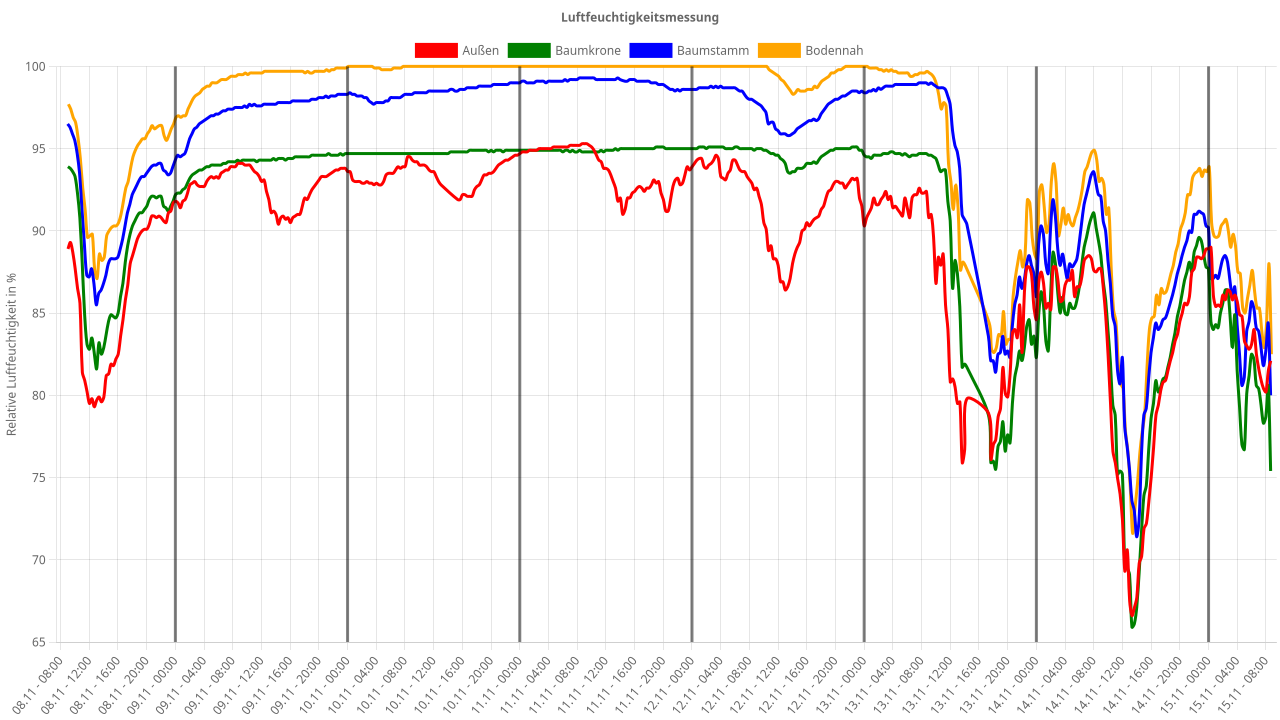 Luftfeuchtigkeitsmessung
Außen Baumkrone Baumstamm Bodennah
Relative Luftfeuchtigkeit in %
100
95
90
85
80
75
70
65
08.11 - 08:00
08.11 - 12:00
08.11 - 16:00
08.11 - 20:00
09.11 - 00:00
09.11 - 04:00
09.11 - 08:00
09.11 - 12:00
09.11 - 16:00
09.11 - 20:00
10.11 - 00:00
10.11 - 04:00
10.11 - 08:00
10.11 - 12:00
10.11 - 16:00
10.11 - 20:00
11.11 - 00:00
11.11 - 04:00
11.11 - 08:00
11.11 - 12:00
11.11 - 16:00
11.11 - 20:00
12.11 - 00:00
12.11 - 04:00
12.11 - 08:00
12.11 - 12:00
12.11 - 16:00
12.11 - 20:00
13.11 - 00:00
13.11 - 04:00
13.11 - 08:00
13.11 - 12:00
13.11 - 16:00
13.11 - 20:00
14.11 - 00:00
14.11 - 04:00
14.11 - 08:00
14.11 - 12:00
14.11 - 16:00
14.11 - 20:00
15.11 - 00:00
15.11 - 04:00
15.11 - 08:00